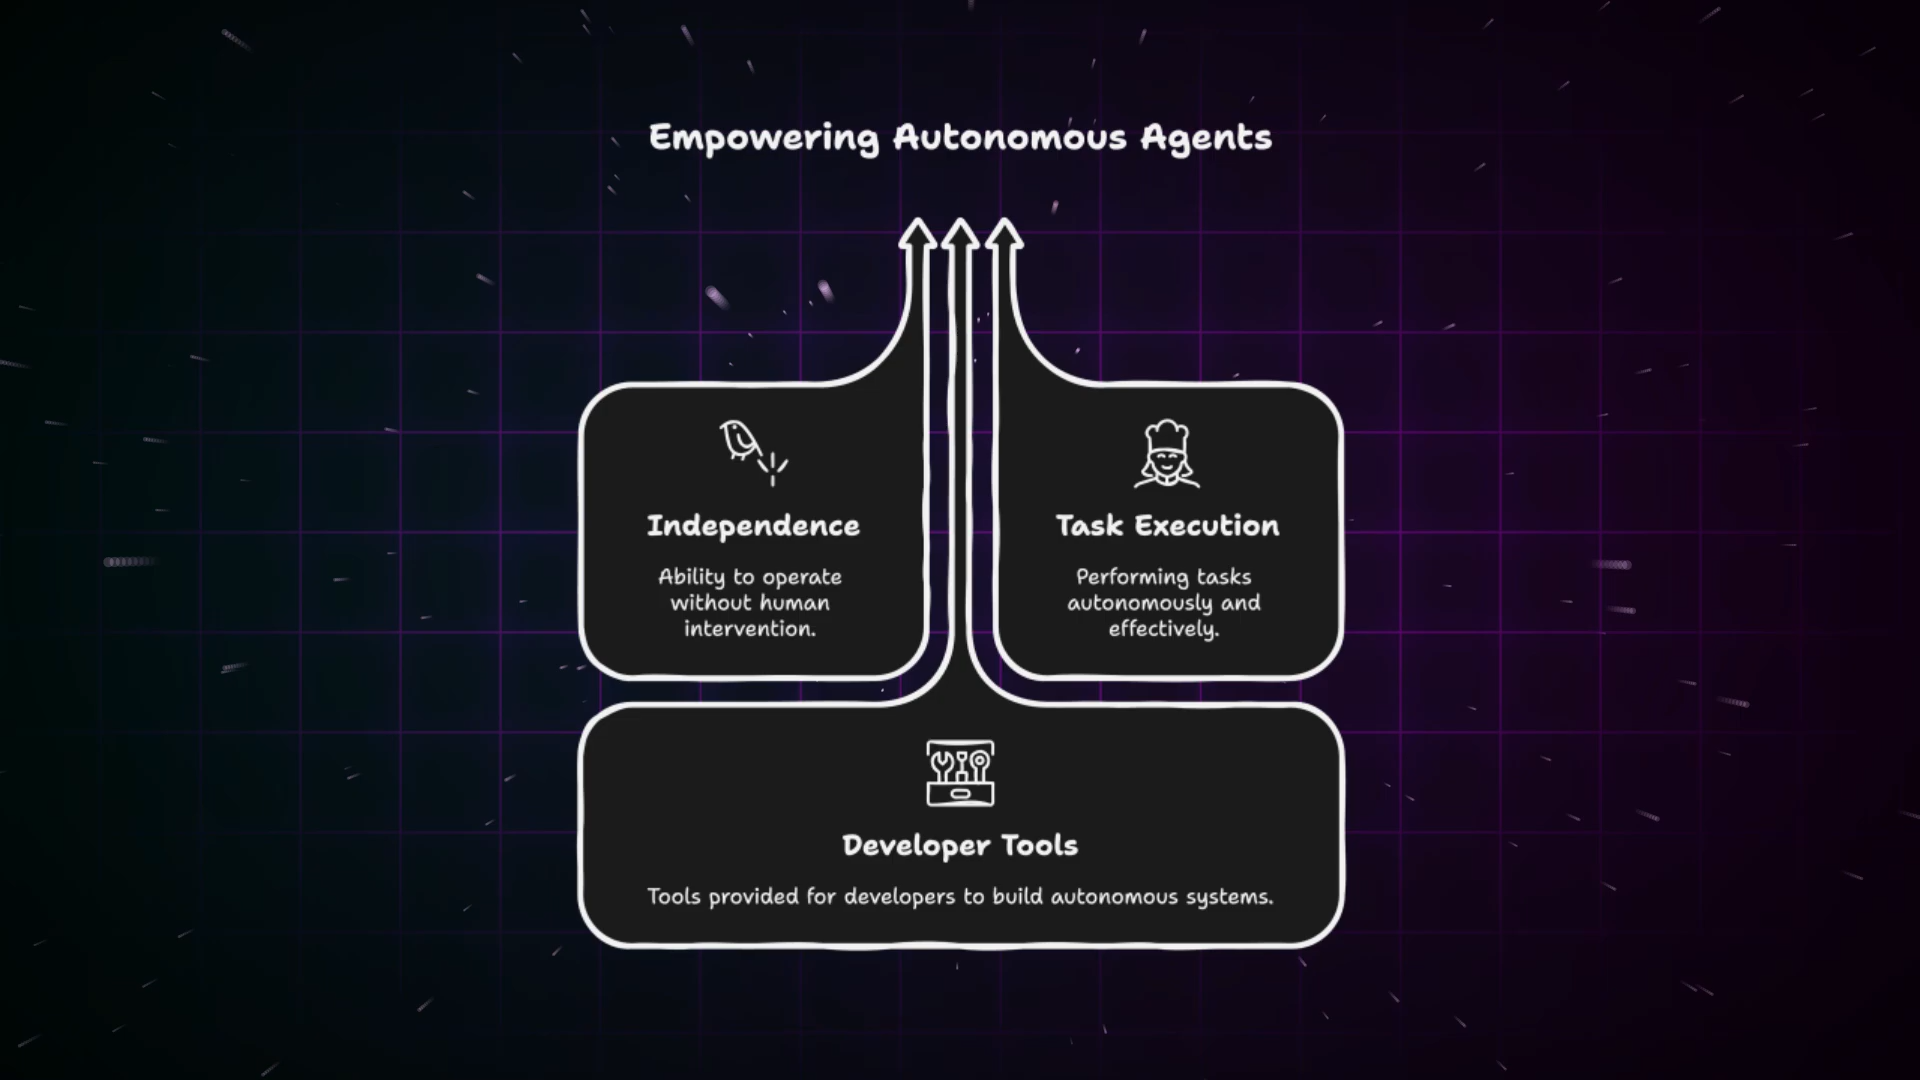 Empowering Autonomous Agents
Independence
Ability to operate
without human
intervention.
Task Execution
Performing tasks
autonomously and
effectively.
Developer Tools
Tools provided for developers to build autonomous systems.